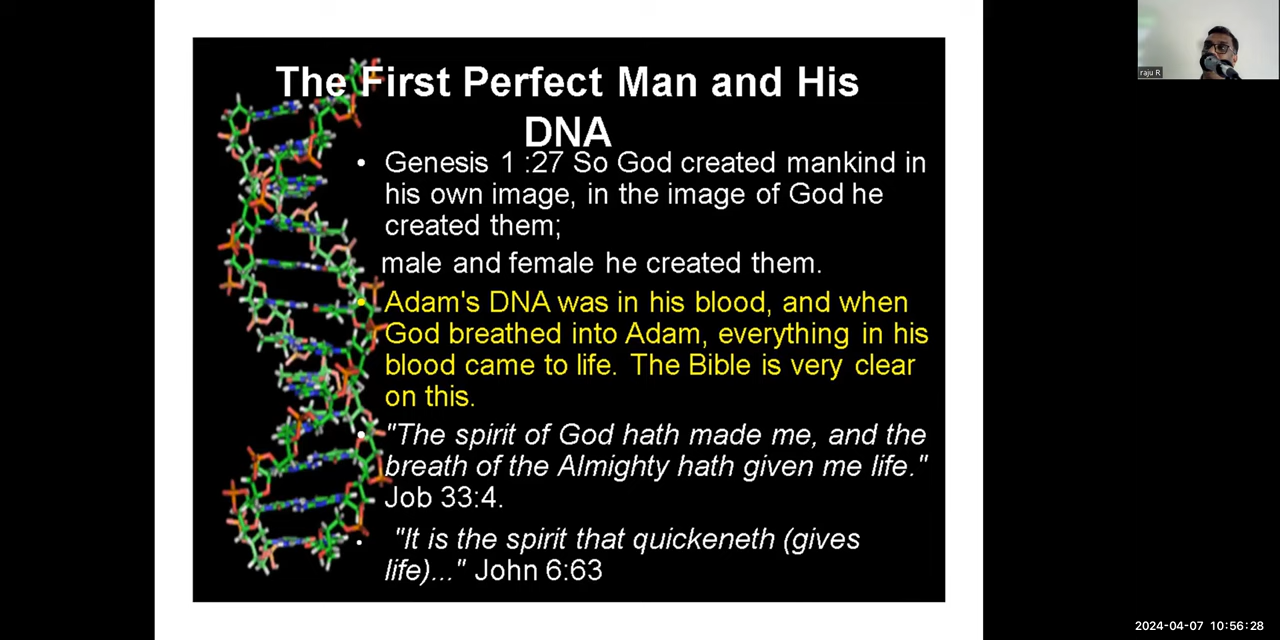 The First Perfect Man and His
DNA
• Genesis 1 :27 So God created mankind in
his own image, in the image of God he
created them;
male and female he created them.
• Adam's DNA was in his blood, and when
God breathed into Adam, everything in his
blood came to life. The Bible is very clear
on this.
• "The spirit of God hath made me, and the
breath of the Almighty hath given me life."
Job 33:4.
• "It is the spirit that quickeneth (gives
life)..." John 6:63
raju R
2024-04-07 10:56:28